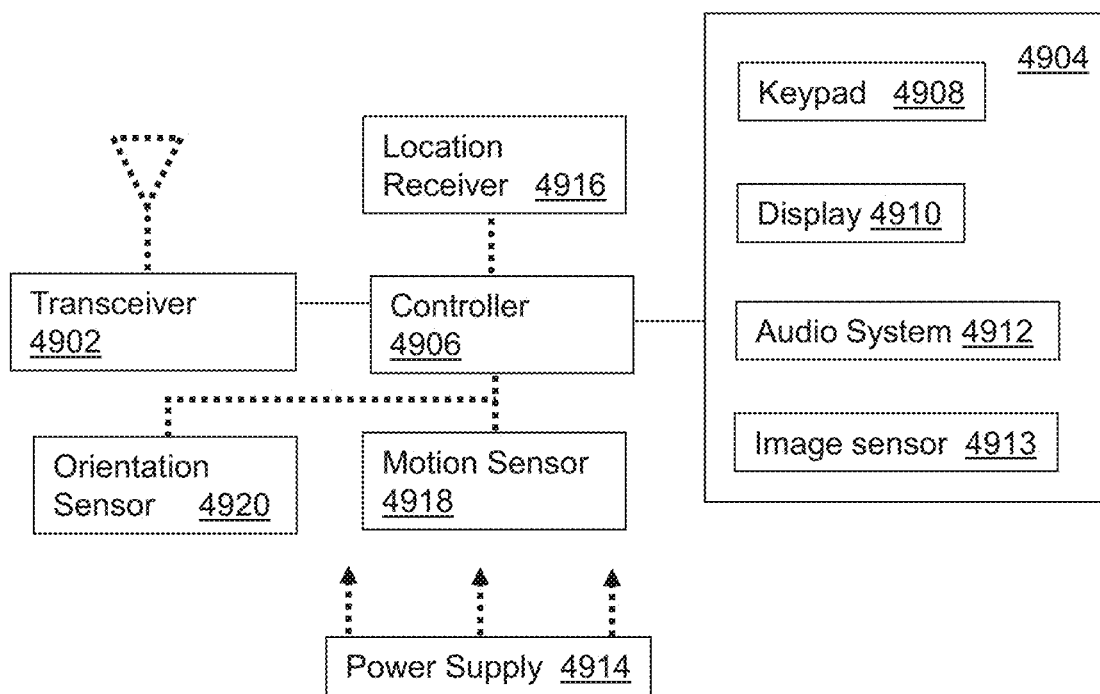 4904
Keypad 4908
Location
Receiver 4916
Display 4910
Transceiver
4902
Controller
4906
Audio System 4912
Image sensor 4913
Orientation
Sensor 4920
Motion Sensor
4918
Power Supply 4914